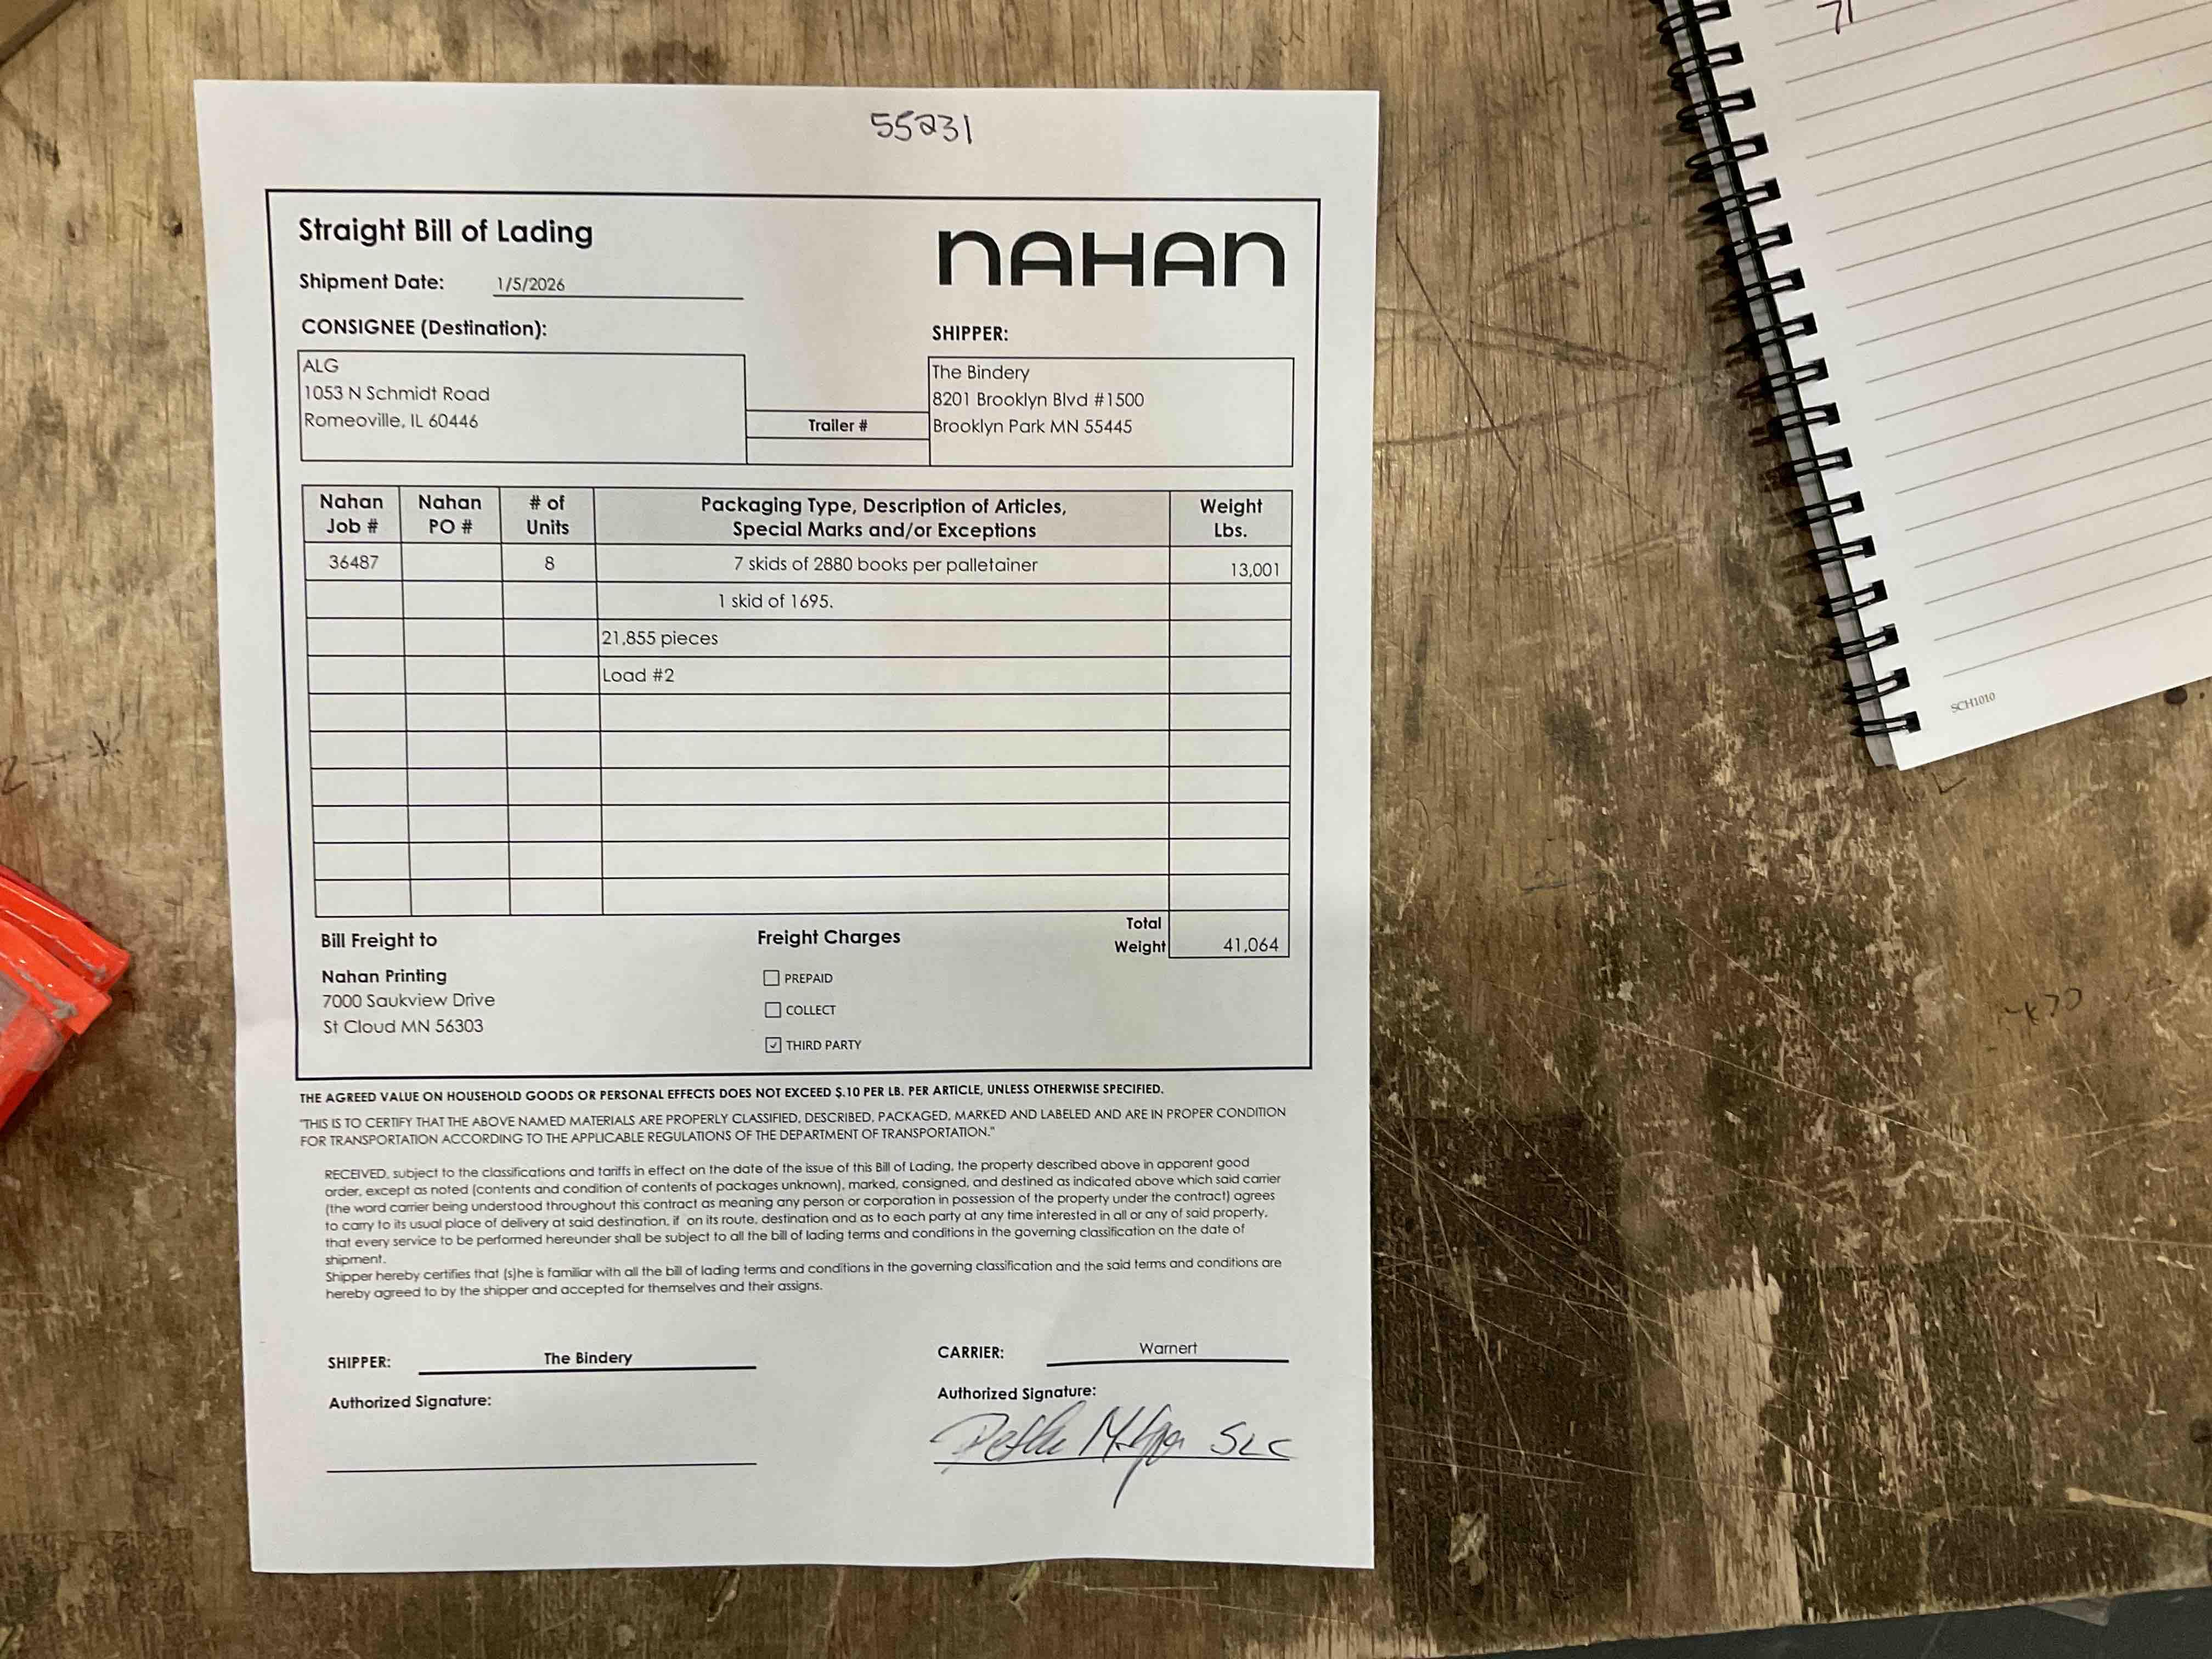 55231
Straight Bill of Lading
NAHAN
Shipment Date: 1/5/2026
CONSIGNEE (Destination):
SHIPPER:
ALG
1053 N Schmidt Road
Romeoville, IL 60446
Trailer #
The Bindery
8201 Brooklyn Blvd #1500
Brooklyn Park MN 55445
Nahan Job # Nahan PO # # of Units Packaging Type, Description of Articles, Special Marks and/or Exceptions Weight Lbs.
36487 8 7 skids of 2880 books per palletainer 13,001
1 skid of 1695.
21,855 pieces
Load #2
Total Weight 41,064
Bill Freight to
Nahan Printing
7000 Saukview Drive
St Cloud MN 56303
Freight Charges
PREPAID
COLLECT
THIRD PARTY
THE AGREED VALUE ON HOUSEHOLD GOODS OR PERSONAL EFFECTS DOES NOT EXCEED $.10 PER LB. PER ARTICLE, UNLESS OTHERWISE SPECIFIED.
"THIS IS TO CERTIFY THAT THE ABOVE NAMED MATERIALS ARE PROPERLY CLASSIFIED, DESCRIBED, PACKAGED, MARKED AND LABELED AND ARE IN PROPER CONDITION
FOR TRANSPORTATION ACCORDING TO THE APPLICABLE REGULATIONS OF THE DEPARTMENT OF TRANSPORTATION."
RECEIVED, subject to the classifications and tariffs in effect on the date of the issue of this Bill of Lading, the property described above in apparent good
order, except as noted (contents and condition of contents of packages unknown), marked, consigned, and destined as indicated above which said carrier
(the word carrier being understood throughout this contract as meaning any person or corporation in possession of the property under the contract) agrees
to carry to its usual place of delivery at said destination, if on its route, destination and as to each party at any time interested in all or any of said property,
that every service to be performed hereunder shall be subject to all the bill of lading terms and conditions in the governing classification on the date of
shipment.
Shipper hereby certifies that (s)he is familiar with all the bill of lading terms and conditions in the governing classification and the said terms and conditions are
hereby agreed to by the shipper and accepted for themselves and their assigns.
SHIPPER: The Bindery
CARRIER: Warnert
Authorized Signature:
Authorized Signature:
SLC
SCH1010